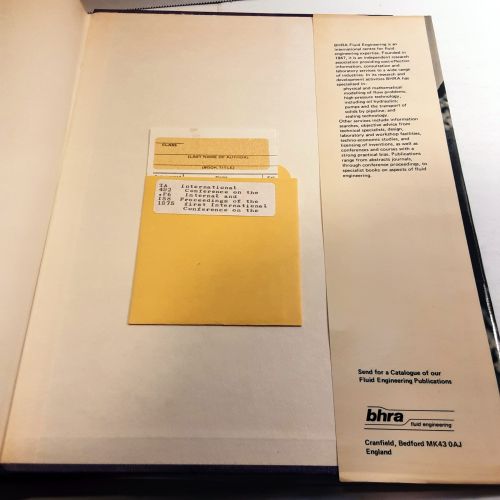 CLASS
(LAST NAME OF AUTHOR)
(BOOK TITLE)
TA International
492 Conference on the
.P6 Internal and
I58 Proceedings of the
1975 first International
Conference on the
BHRA Fluid Engineering is an
international centre for fluid
engineering expertise. Founded in
1947, it is an independent research
association providing cost-effective
information, consultation and
laboratory services to a wide range
of industries. In its research and
development activities BHRA has
specialised in:
physical and mathematical
modelling of flow problems;
high pressure technology,
including oil hydraulics;
pumps and the transport of
solids by pipeline, and
sealing technology.
Other services include information
searches, objective advice from
technical specialists, design,
laboratory and workshop facilities,
techno-economic studies, and
licensing of inventions, as well as
conferences and courses with a
strong practical bias. Publications
range from abstracts journals,
through conference proceedings, to
specialist books on aspects of fluid
engineering.
Send for a Catalogue of our
Fluid Engineering Publications
bhra
fluid engineering
Cranfield, Bedford MK43 0AJ
England